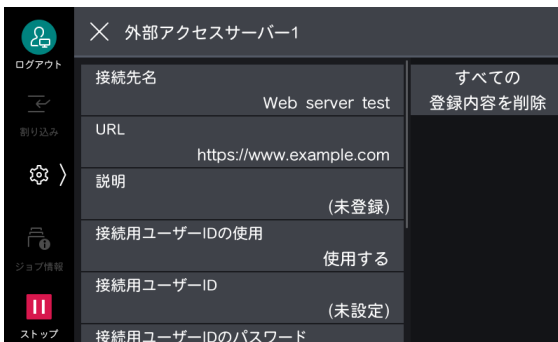 ログアウト
割り込み
ジョブ情報
ストップ
外部アクセスサーバー1
接続先名
Web server test
URL
https://www.example.com
説明
(未登録)
接続用ユーザーIDの使用
使用する
接続用ユーザーID
(未設定)
接続用ユーザーIDのパスワード
すべての
登録内容を削除